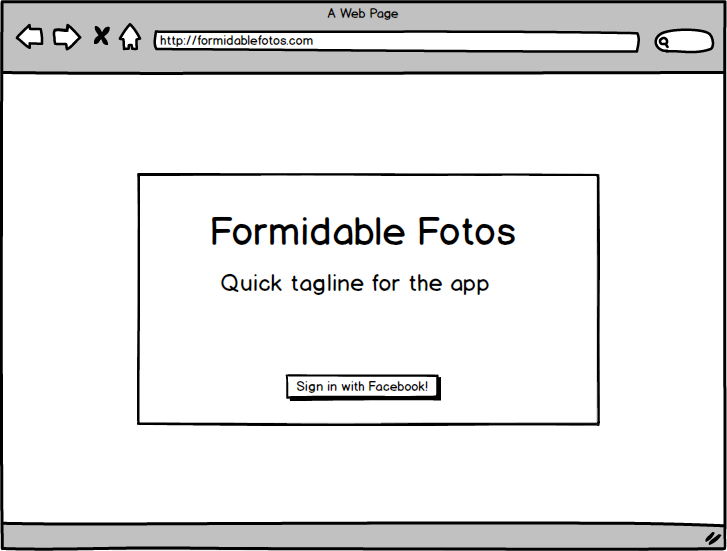 A Web Page
http://formidablefotos.com
Formidable Fotos
Quick tagline for the app
Sign in with Facebook!